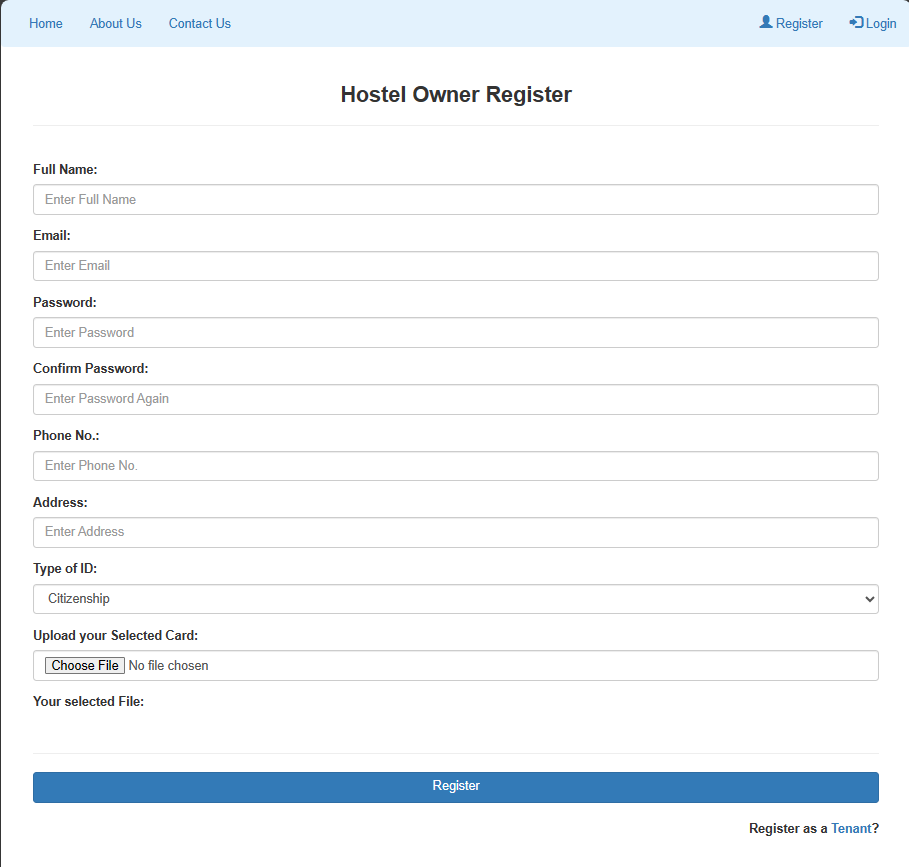 Home About Us Contact Us Register Login
Hostel Owner Register
Full Name:
Enter Full Name
Email:
Enter Email
Password:
Enter Password
Confirm Password:
Enter Password Again
Phone No.:
Enter Phone No.
Address:
Enter Address
Type of ID:
Citizenship
Upload your Selected Card:
Choose File No file chosen
Your selected File:
Register
Register as a Tenant?